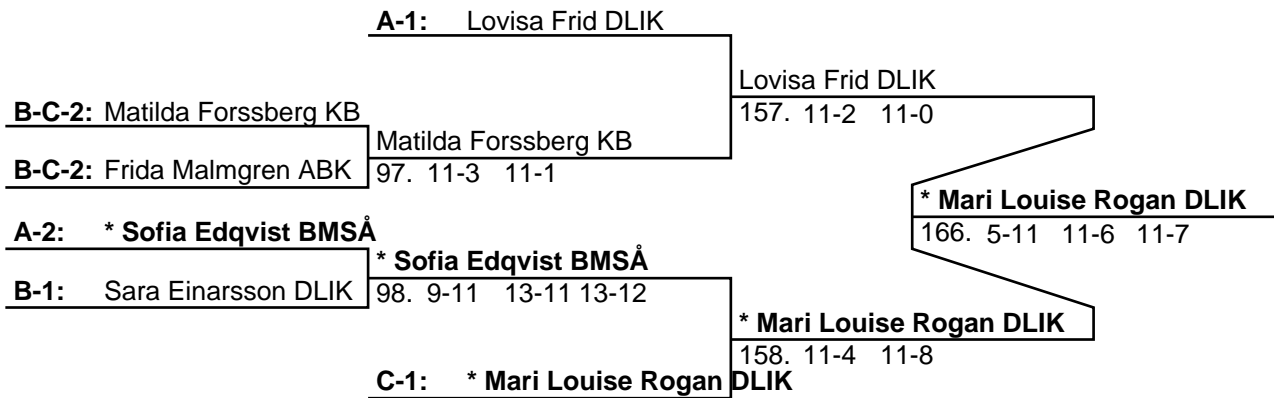 A-1: Lovisa Frid DLIK
Lovisa Frid DLIK
B-C-2: Matilda Forssberg KB
157. 11-2 11-0
Matilda Forssberg KB
B-C-2: Frida Malmgren ABK
97. 11-3 11-1
* Mari Louise Rogan DLIK
A-2: * Sofia Edqvist BMSÅ
166. 5-11 11-6 11-7
* Sofia Edqvist BMSÅ
B-1: Sara Einarsson DLIK
98. 9-11 13-11 13-12
* Mari Louise Rogan DLIK
158. 11-4 11-8
C-1: * Mari Louise Rogan DLIK